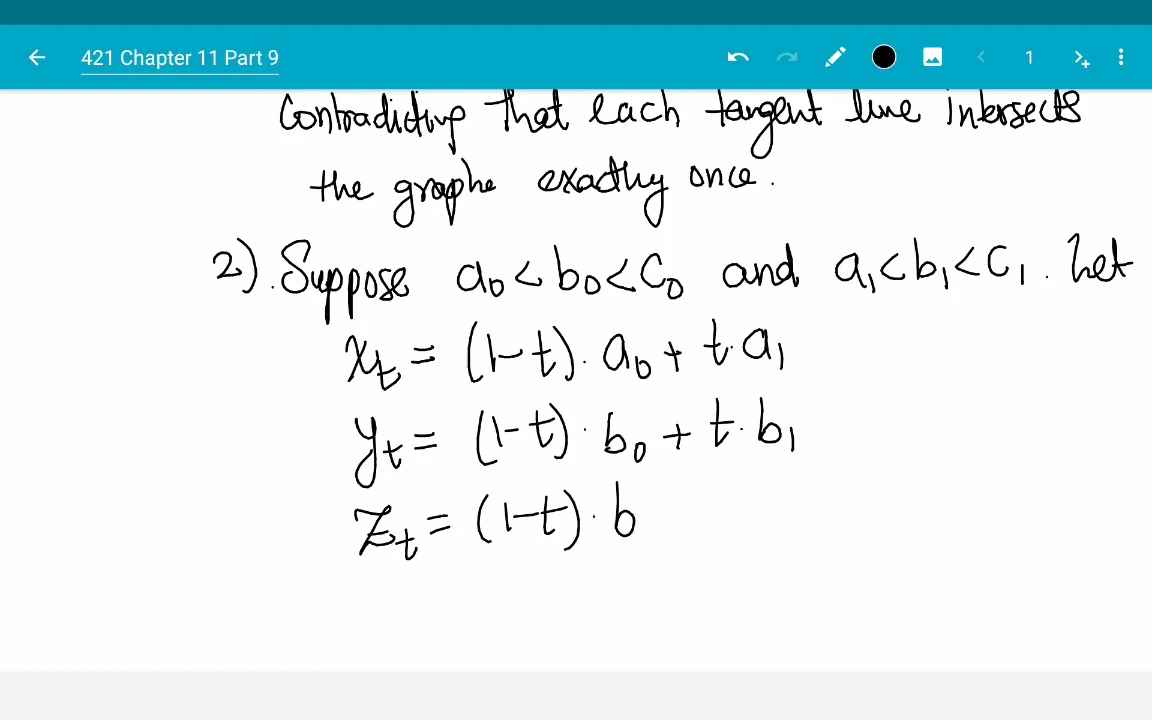 421 Chapter 11 Part 9
1
Contradicting that each tangent line intersects
the graphe exactly once.
2). Suppose a₀ < b₀ < c₀ and a₁ < b₁ < c₁. Let
xₜ = (1-t). a₀ + t. a₁
yₜ = (1-t). b₀ + t. b₁
zₜ = (1-t). b